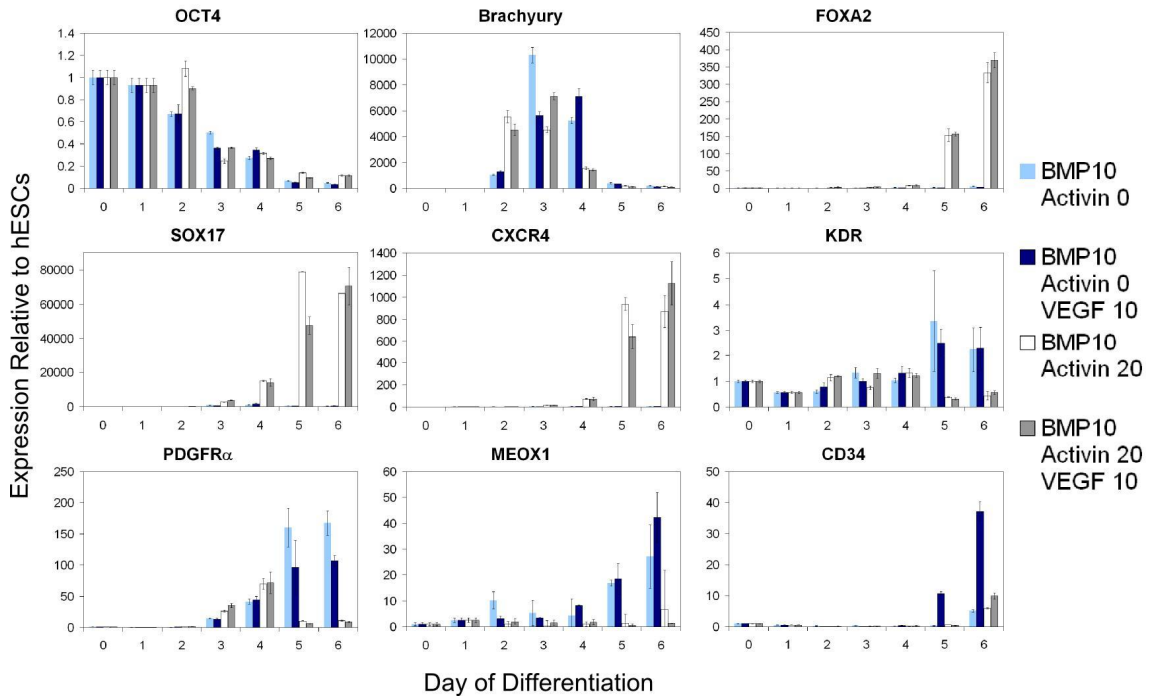 OCT4
1.4
1.2
1
0.8
0.6
0.4
0.2
0
0 1 2 3 4 5 6
Brachyury
12000
10000
8000
6000
4000
2000
0
0 1 2 3 4 5 6
FOXA2
450
400
350
300
250
200
150
100
50
0
0 1 2 3 4 5 6
SOX17
80000
60000
40000
20000
0
0 1 2 3 4 5 6
CXCR4
1400
1200
1000
800
600
400
200
0
0 1 2 3 4 5 6
KDR
6
5
4
3
2
1
0
0 1 2 3 4 5 6
PDGFRα
250
200
150
100
50
0
0 1 2 3 4 5 6
MEOX1
60
50
40
30
20
10
0
0 1 2 3 4 5 6
CD34
50
40
30
20
10
0
0 1 2 3 4 5 6
Expression Relative to hESCs
Day of Differentiation
BMP10
Activin 0
BMP10
Activin 0
VEGF 10
BMP10
Activin 20
BMP10
Activin 20
VEGF 10